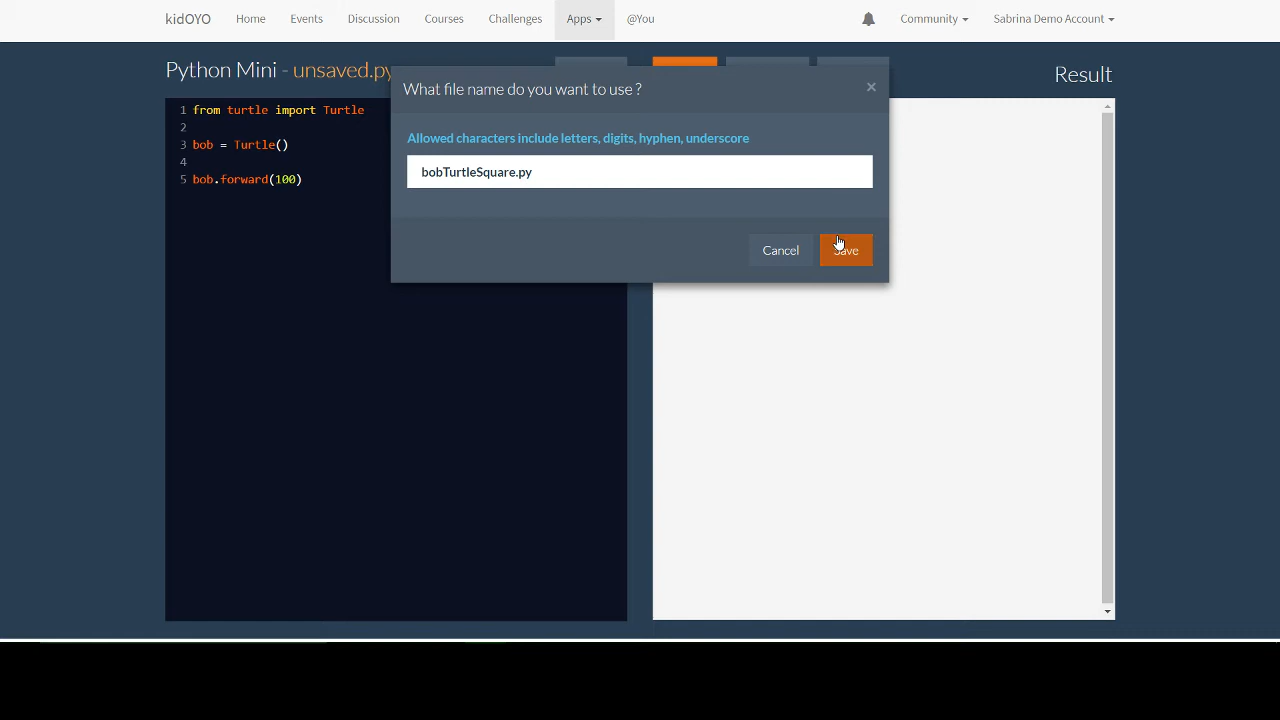 kidOYO Home Events Discussion Courses Challenges Apps @You Community Sabrina Demo Account
Python Mini - unsaved.py
Result
What file name do you want to use ?
×
Allowed characters include letters, digits, hyphen, underscore
bobTurtleSquare.py
Cancel Save
1 from turtle import Turtle
2
3 bob = Turtle()
4
5 bob.forward(100)